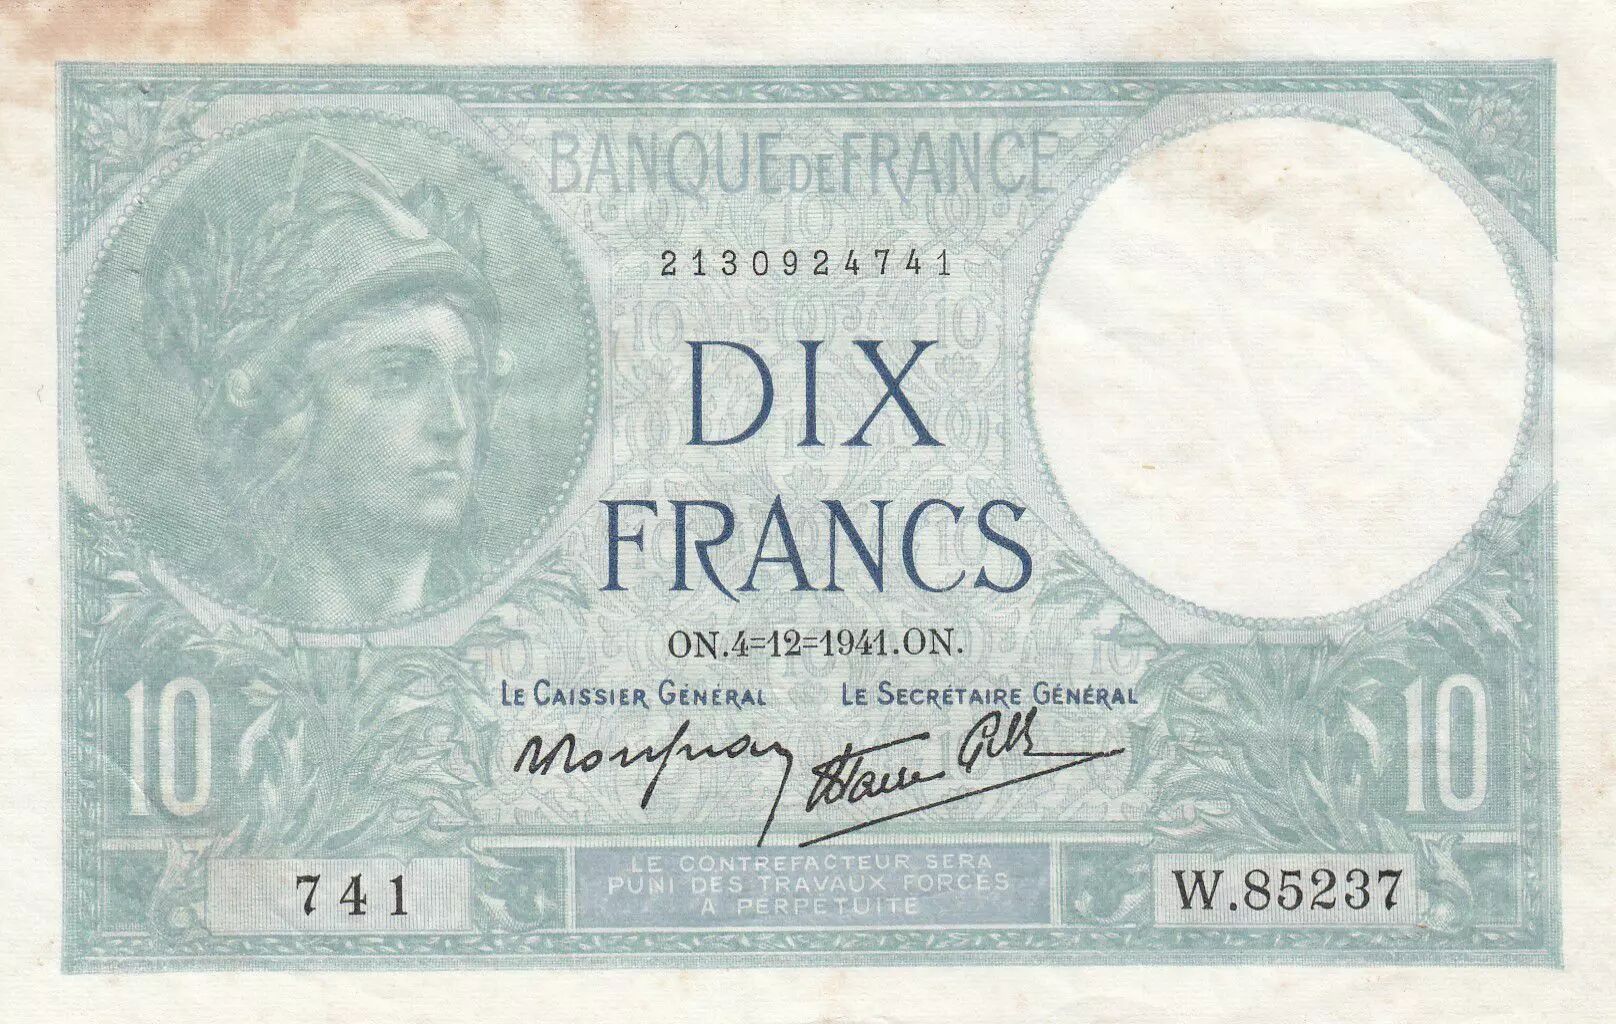 BANQUE DE FRANCE
2130924741
DIX
FRANCS
ON.4=12=1941.ON.
LE CAISSIER GÉNÉRAL
LE SECRÉTAIRE GÉNÉRAL
10
10
741
LE CONTREFACTEUR SERA
PUNI DES TRAVAUX FORCÉS
A PERPÉTUITÉ
W.85237